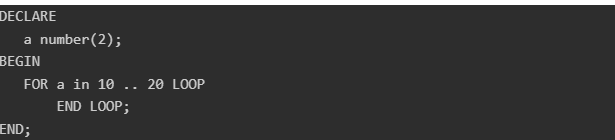 DECLARE
a number(2);
BEGIN
FOR a in 10 .. 20 LOOP
END LOOP;
END;